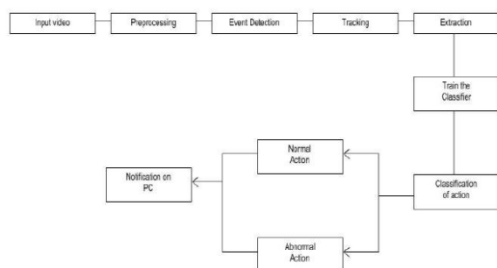 Input video
Preprocessing
Event Detection
Tracking
Extraction
Train the
Classifier
Normal
Action
Notification on
PC
Classification
of action
Abnormal
Action